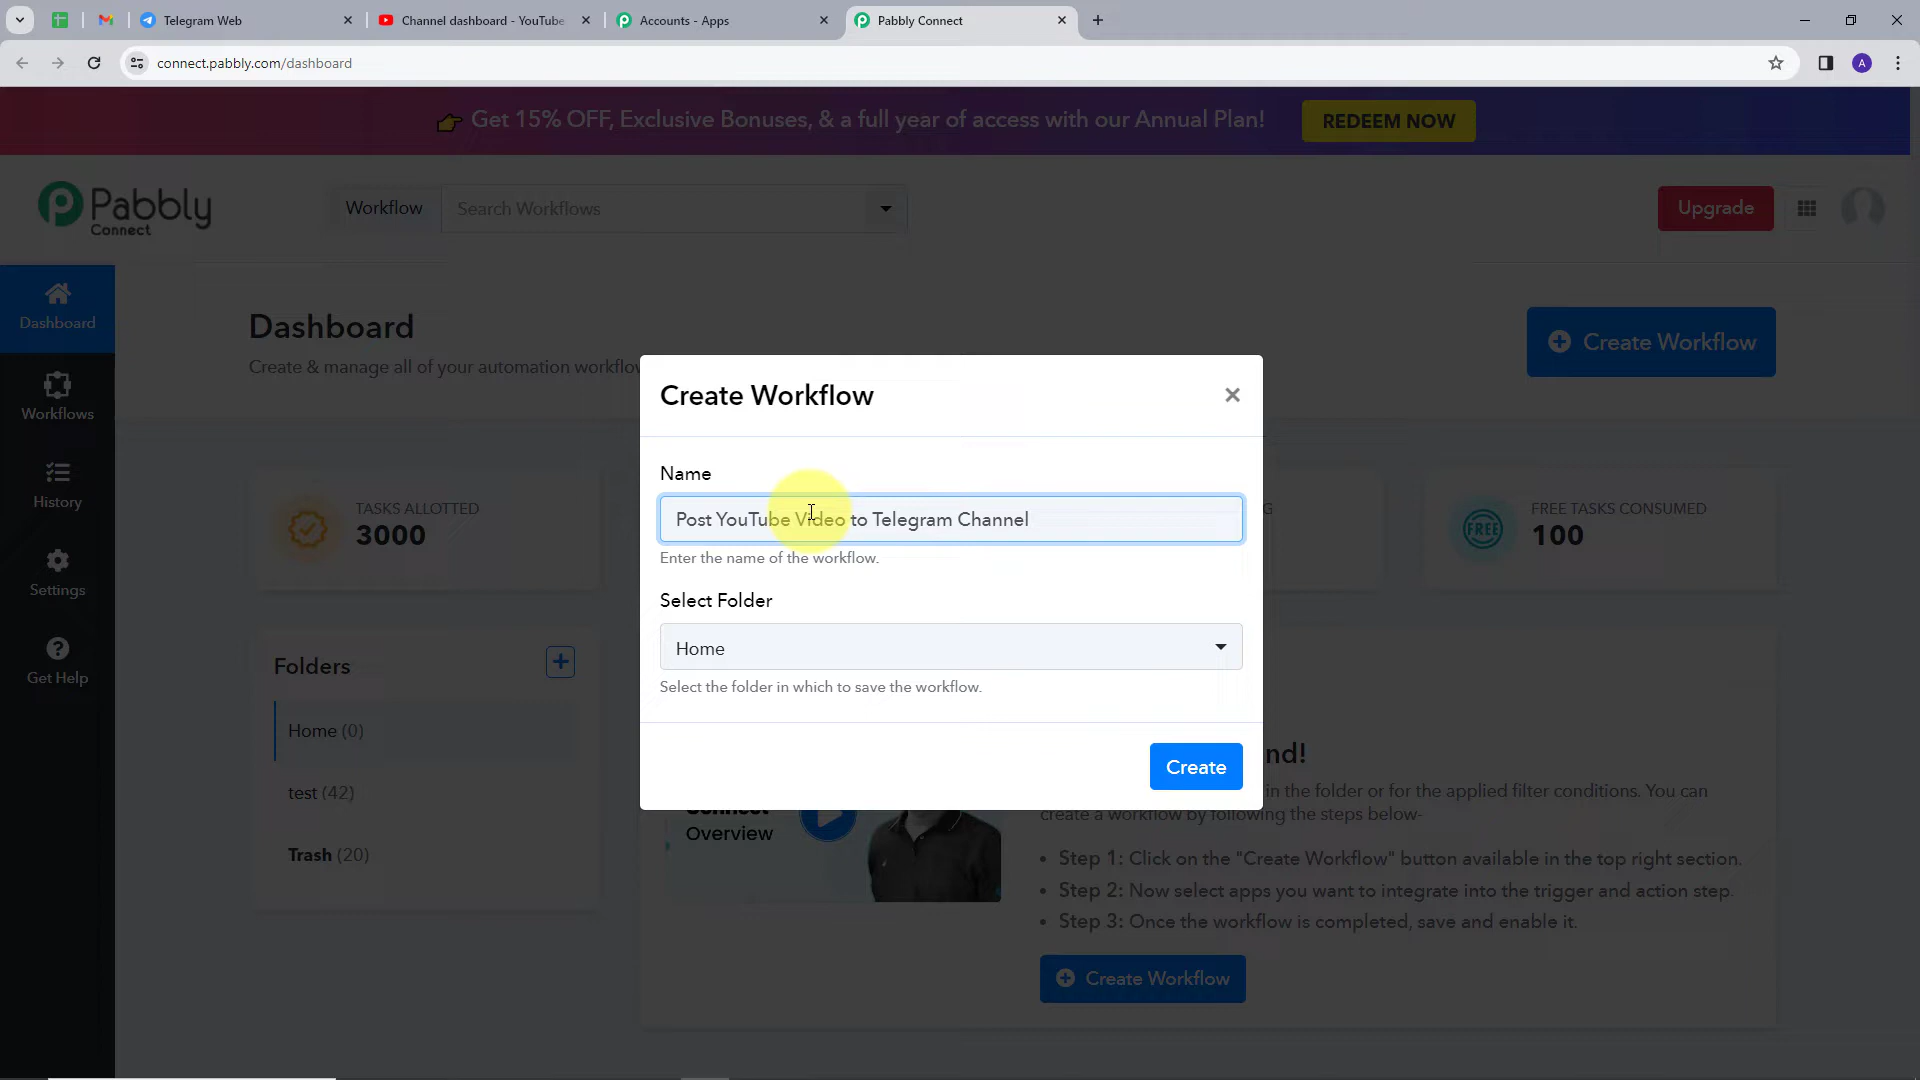 Telegram Web
Channel dashboard - YouTube
Accounts - Apps
Pabbly Connect
connect.pabbly.com/dashboard
A
Get 15% OFF, Exclusive Bonuses, & a full year of access with our Annual Plan!
REDEEM NOW
Pabbly
Connect
Workflow
Search Workflows
Upgrade
Dashboard
Workflows
History
Settings
Get Help
Dashboard
Create & manage all of your automation workflow
Create Workflow
TASKS ALLOTTED
3000
G
FREE
FREE TASKS CONSUMED
100
Folders
Home (0)
test (42)
Trash (20)
Create Workflow
Name
Post YouTube Video to Telegram Channel
Enter the name of the workflow.
Select Folder
Home
Select the folder in which to save the workflow.
Create
Connect
Overview
nd!
in the folder or for the applied filter conditions. You can
create a workflow by following the steps below-
Step 1: Click on the "Create Workflow" button available in the top right section.
Step 2: Now select apps you want to integrate into the trigger and action step.
Step 3: Once the workflow is completed, save and enable it.
Create Workflow